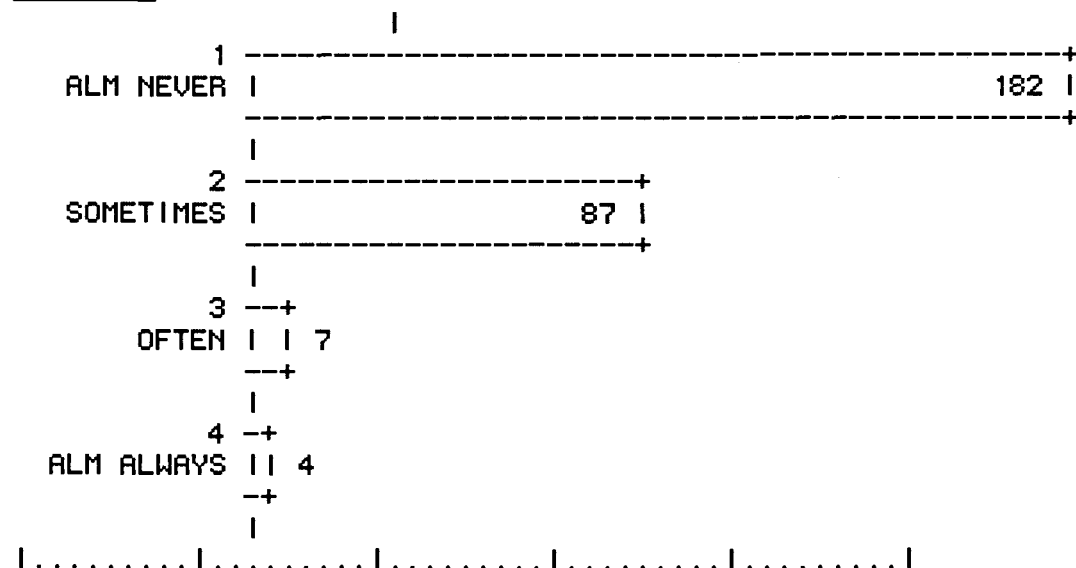 1
ALM NEVER 182
2
SOMETIMES 87
3
OFTEN 7
4
ALM ALWAYS 4